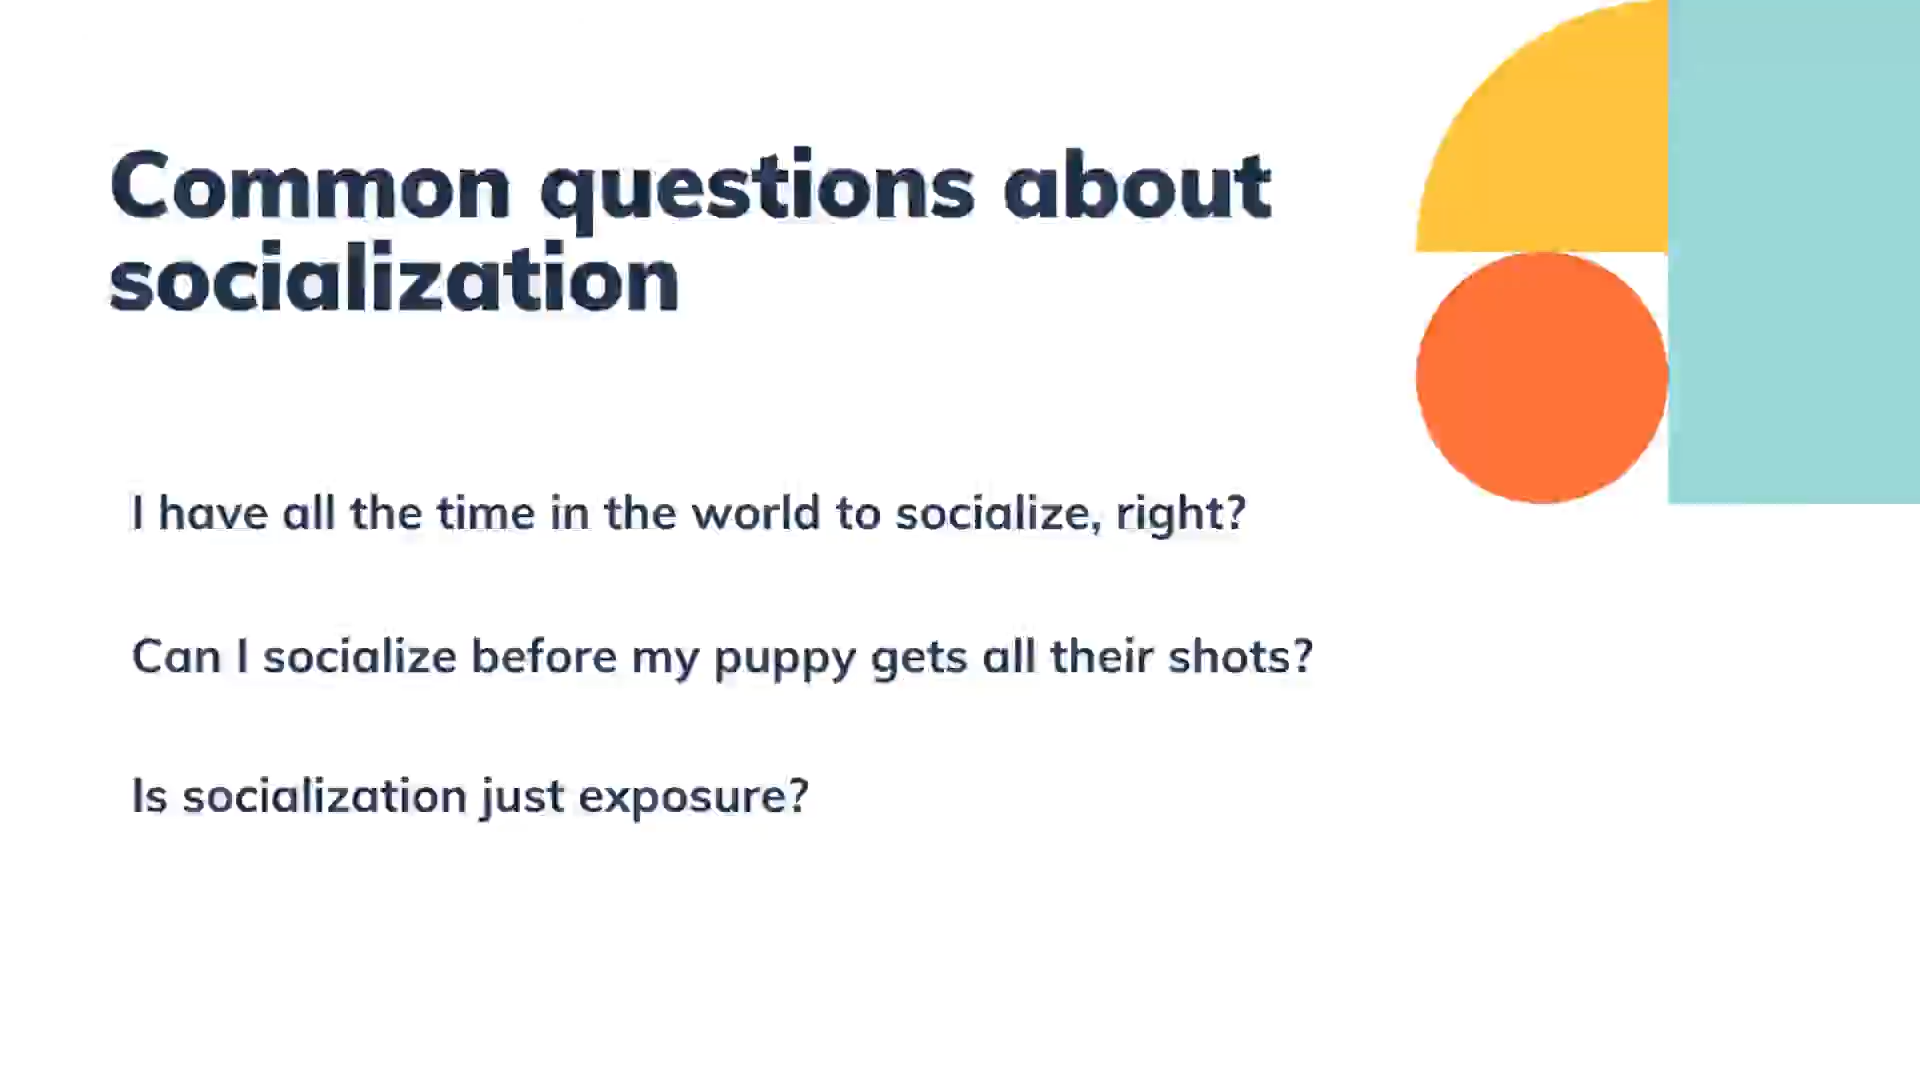 Common questions about
socialization
I have all the time in the world to socialize, right?
Can I socialize before my puppy gets all their shots?
Is socialization just exposure?